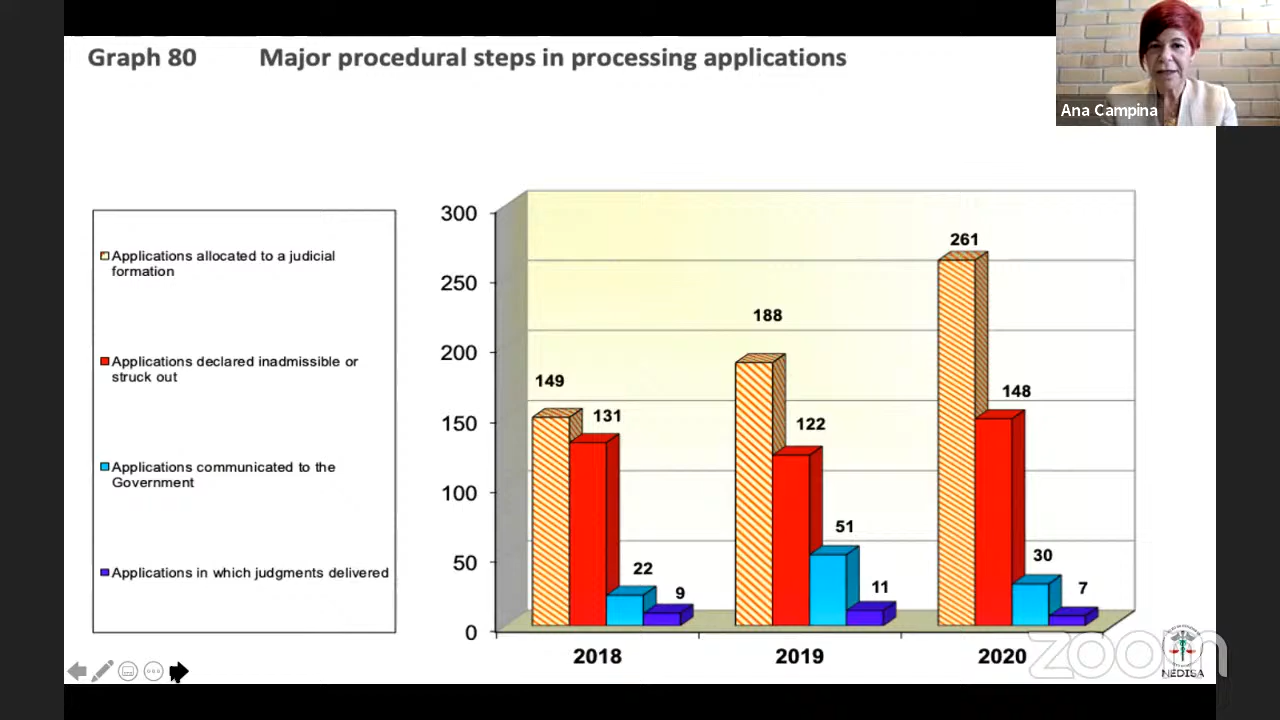 Graph 80 Major procedural steps in processing applications
Ana Campina
Applications allocated to a judicial
formation
Applications declared inadmissible or
struck out
Applications communicated to the
Government
Applications in which judgments delivered
300
250
200
150
100
50
0
149
131
22
9
188
122
51
11
261
148
30
7
2018
2019
2020
zoom
NEDISA